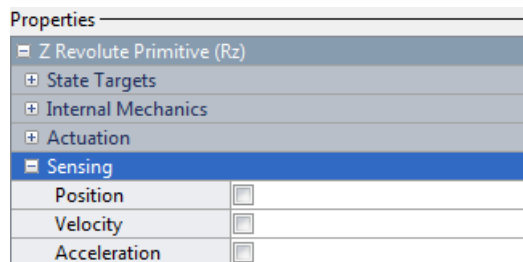 Properties
Z Revolute Primitive (Rz)
State Targets
Internal Mechanics
Actuation
Sensing
Position
Velocity
Acceleration